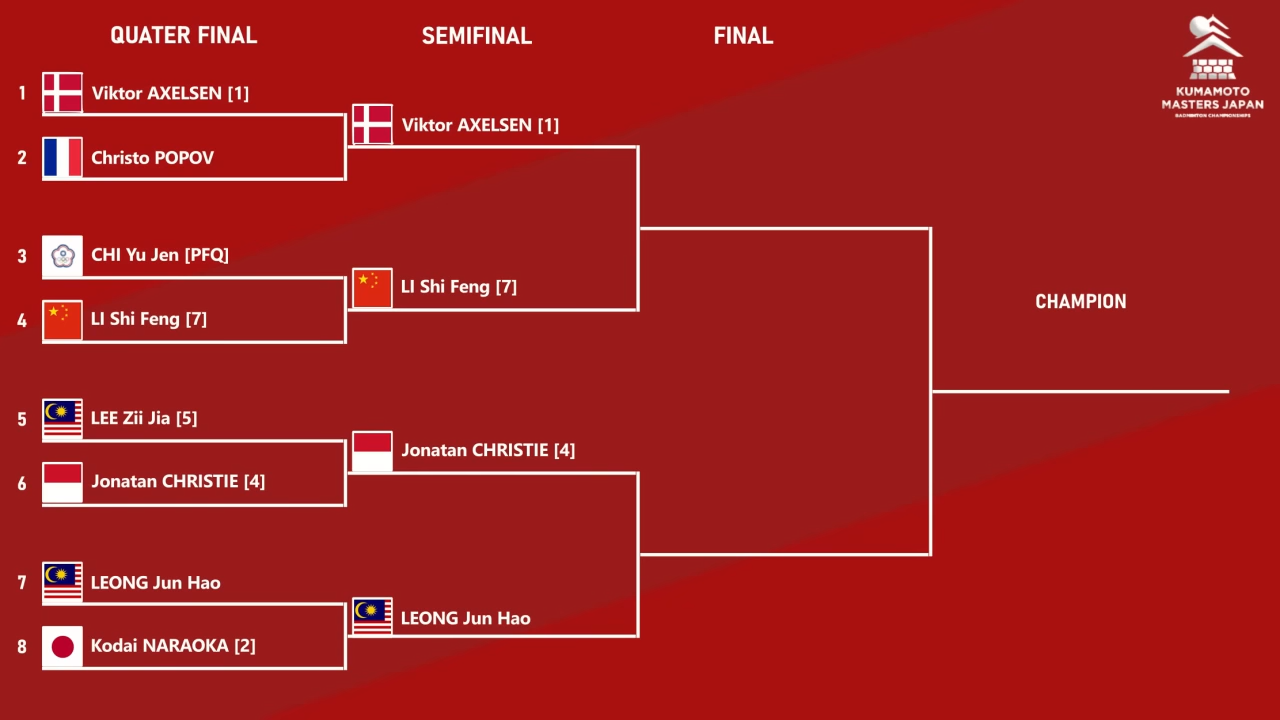 QUATER FINAL
SEMIFINAL
FINAL
KUMAMOTO
MASTERS JAPAN
BADMINTON CHAMPIONSHIPS
1 Viktor AXELSEN [1]
2 Christo POPOV
Viktor AXELSEN [1]
3 CHI Yu Jen [PFQ]
4 LI Shi Feng [7]
LI Shi Feng [7]
CHAMPION
5 LEE Zii Jia [5]
6 Jonatan CHRISTIE [4]
Jonatan CHRISTIE [4]
7 LEONG Jun Hao
8 Kodai NARAOKA [2]
LEONG Jun Hao